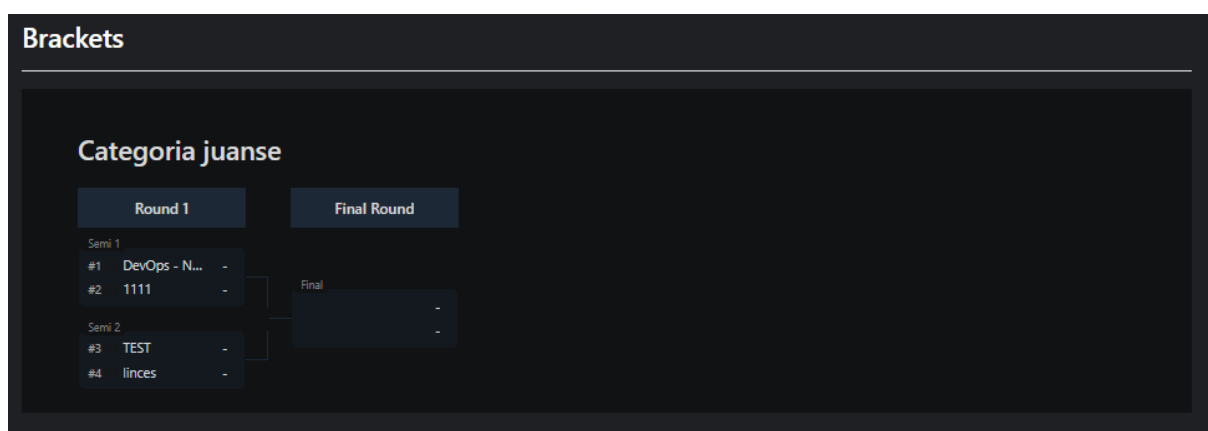 Brackets
Categoria juanse
Round 1
Final Round
Semi 1
#1 DevOps - N... -
#2 1111 -
Semi 2
#3 TEST -
#4 linces -
Final
-
-